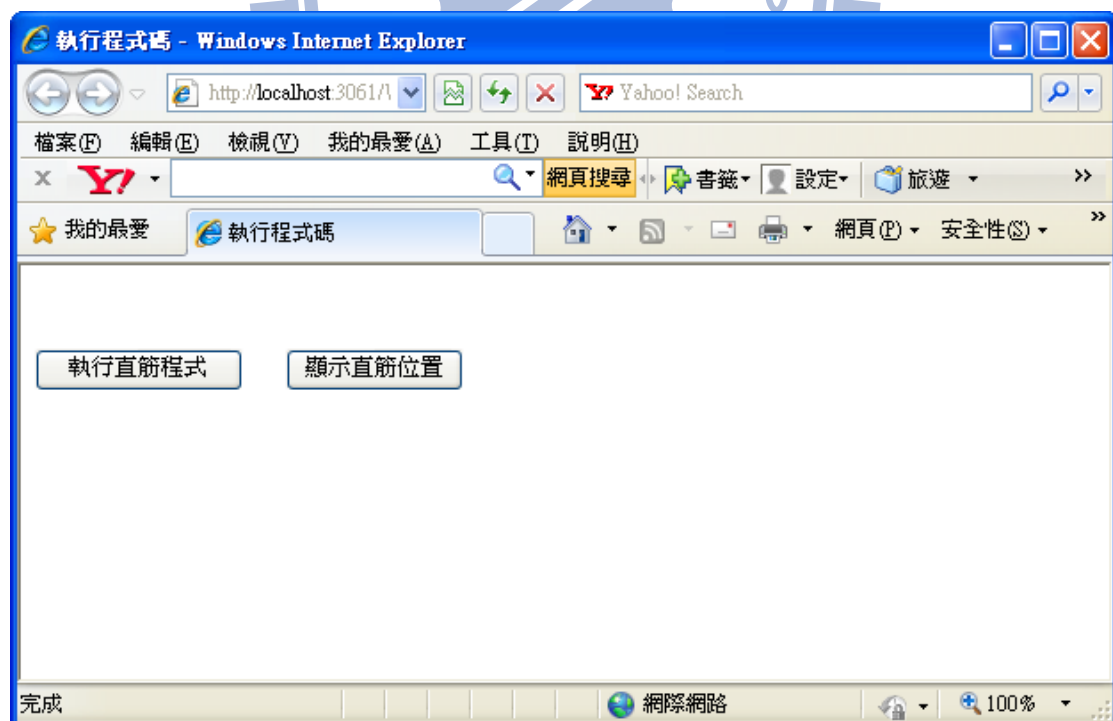 執行程式碼 - Windows Internet Explorer
http://localhost:3061/\ Yahoo! Search
檔案(F) 編輯(E) 檢視(V) 我的最愛(A) 工具(T) 說明(H)
x Y! 網頁搜尋 書籤 設定 旅遊 »
我的最愛 執行程式碼 網頁(P) 安全性(S) »
執行直筋程式 顯示直筋位置
完成 網際網路 100%